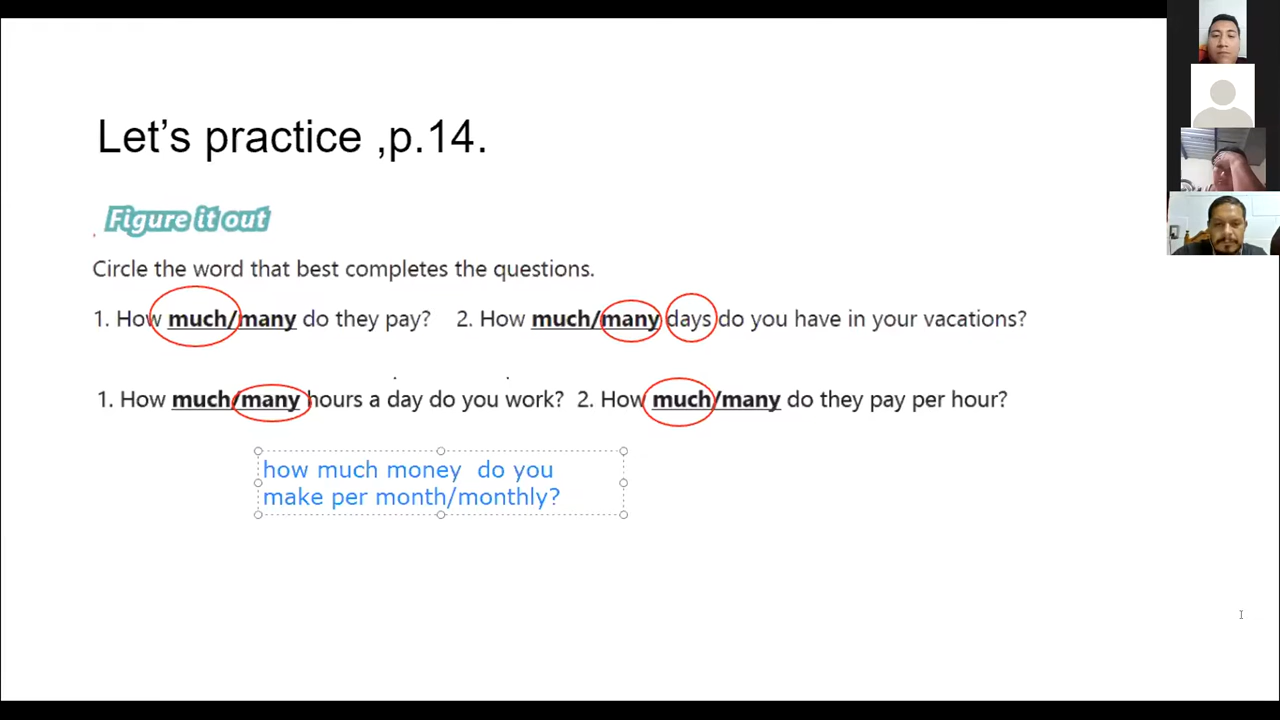 Let's practice ,p.14.
Figure it out
Circle the word that best completes the questions.
1. How much/many do they pay? 2. How much/many days do you have in your vacations?
1. How much/many hours a day do you work? 2. How much/many do they pay per hour?
how much money do you
make per month/monthly?